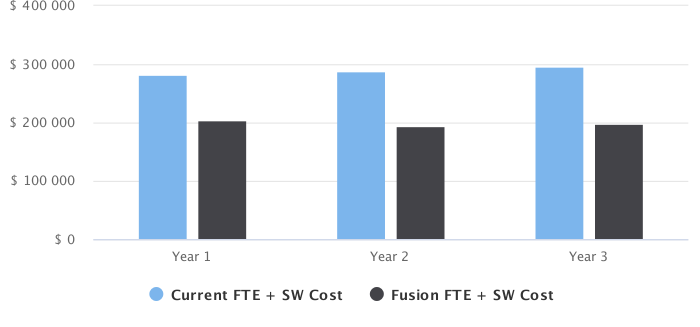 $ 400 000
$ 300 000
$ 200 000
$ 100 000
$ 0
Year 1 Year 2 Year 3
Current FTE + SW Cost Fusion FTE + SW Cost